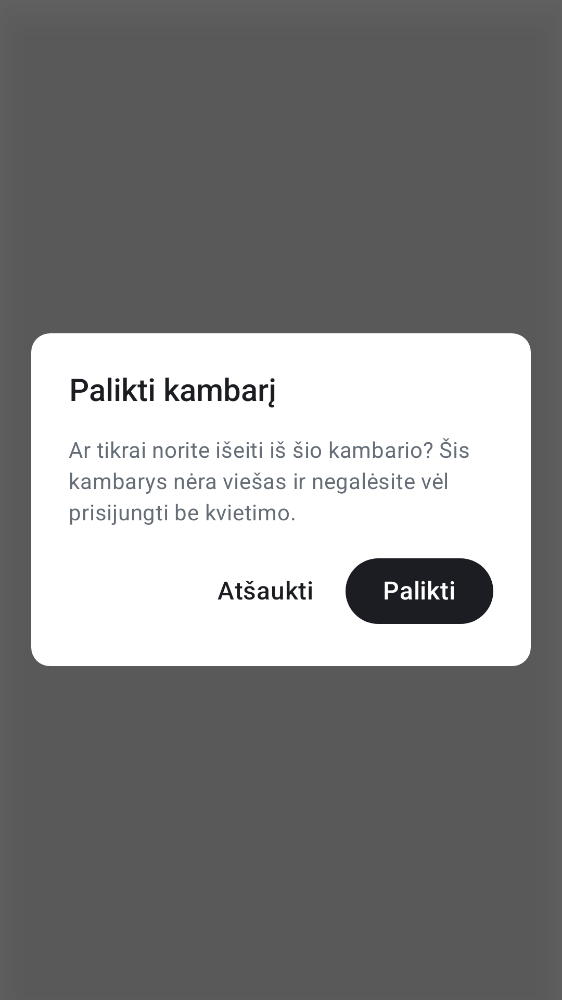 Palikti kambarį
Ar tikrai norite išeiti iš šio kambario? Šis
kambarys nėra viešas ir negalėsite vėl
prisijungti be kvietimo.
Atšaukti
Palikti